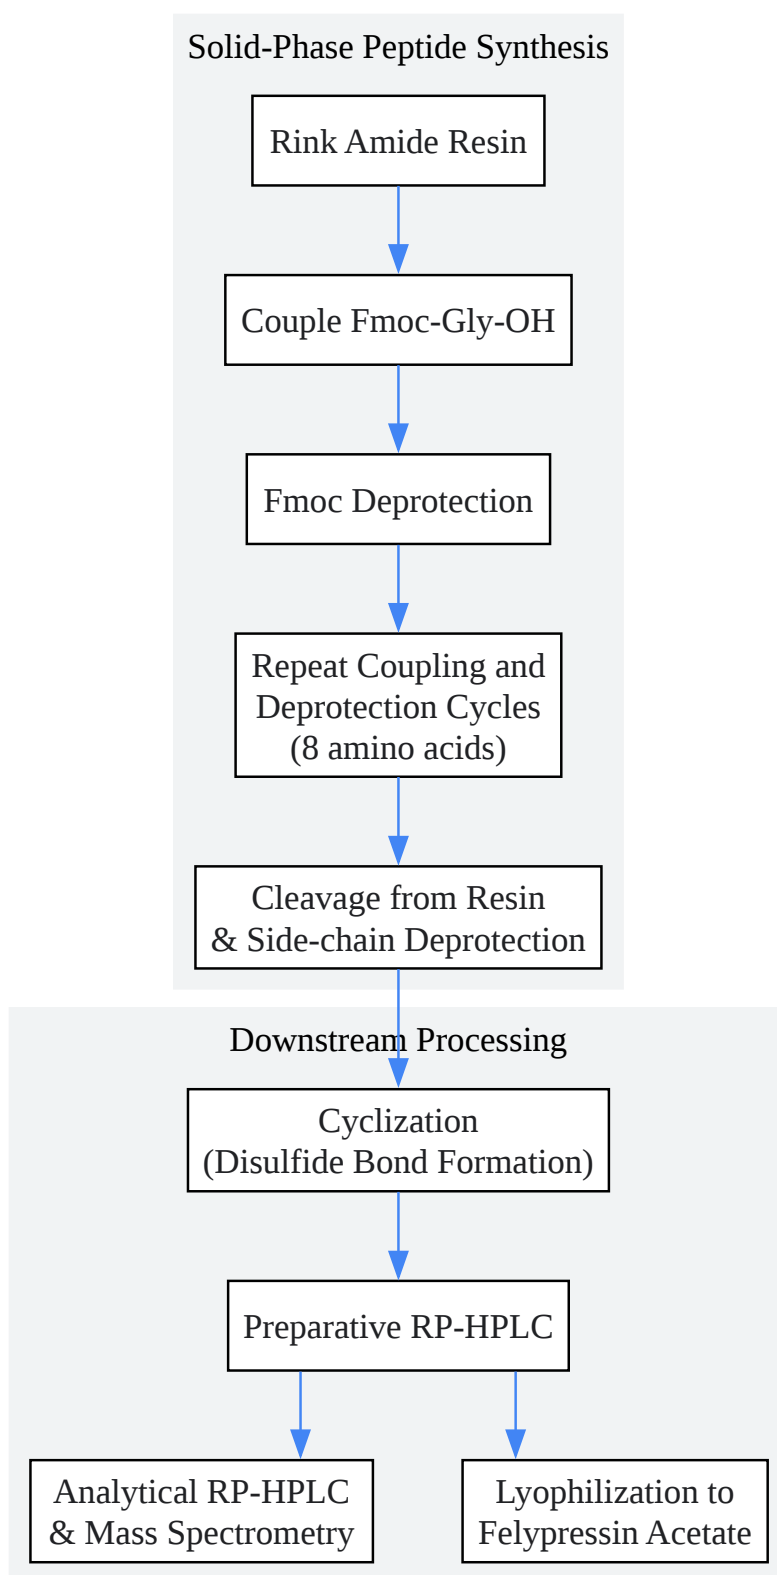 Solid-Phase Peptide Synthesis
Rink Amide Resin
Couple Fmoc-Gly-OH
Fmoc Deprotection
Repeat Coupling and
Deprotection Cycles
(8 amino acids)
Cleavage from Resin
& Side-chain Deprotection
Downstream Processing
Cyclization
(Disulfide Bond Formation)
Preparative RP-HPLC
Analytical RP-HPLC
& Mass Spectrometry
Lyophilization to
Felypressin Acetate